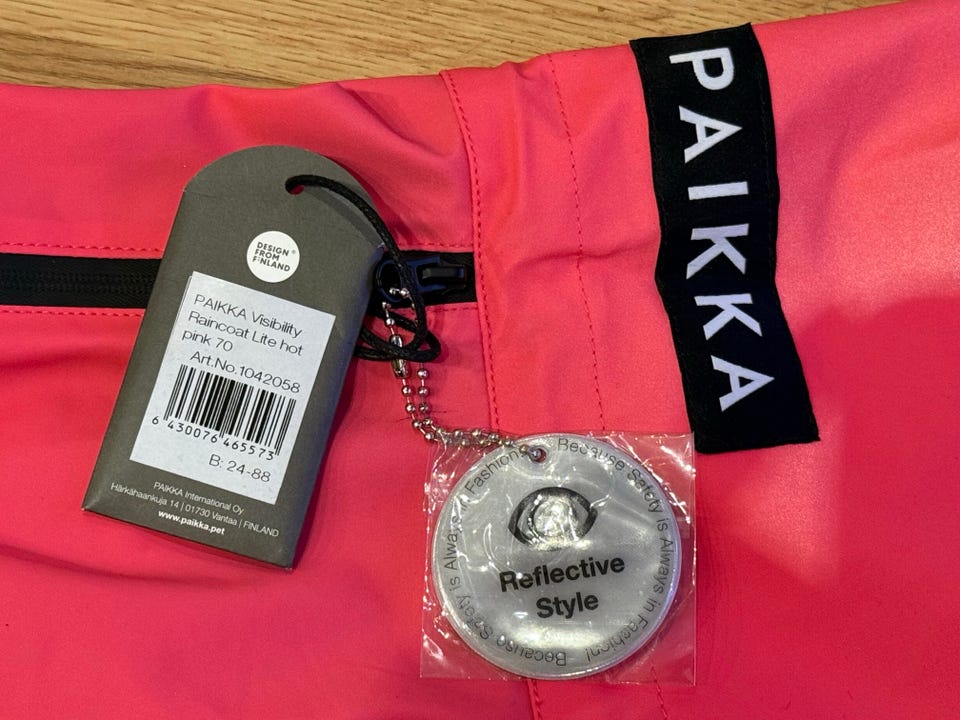 PAIKKA
DESIGN®
FROM
FINLAND
PAIKKA Visibility
Raincoat Lite hot
pink 70
Art.No.1042058
6 430076 465573
B: 24-88
PAIKKA International Oy
Härkähaankuja 14 | 01730 Vantaa | FINLAND
www.paikka.pet
Because Safety is Always in Fashion!
Because Safety is Always in Fashion
Reflective
Style